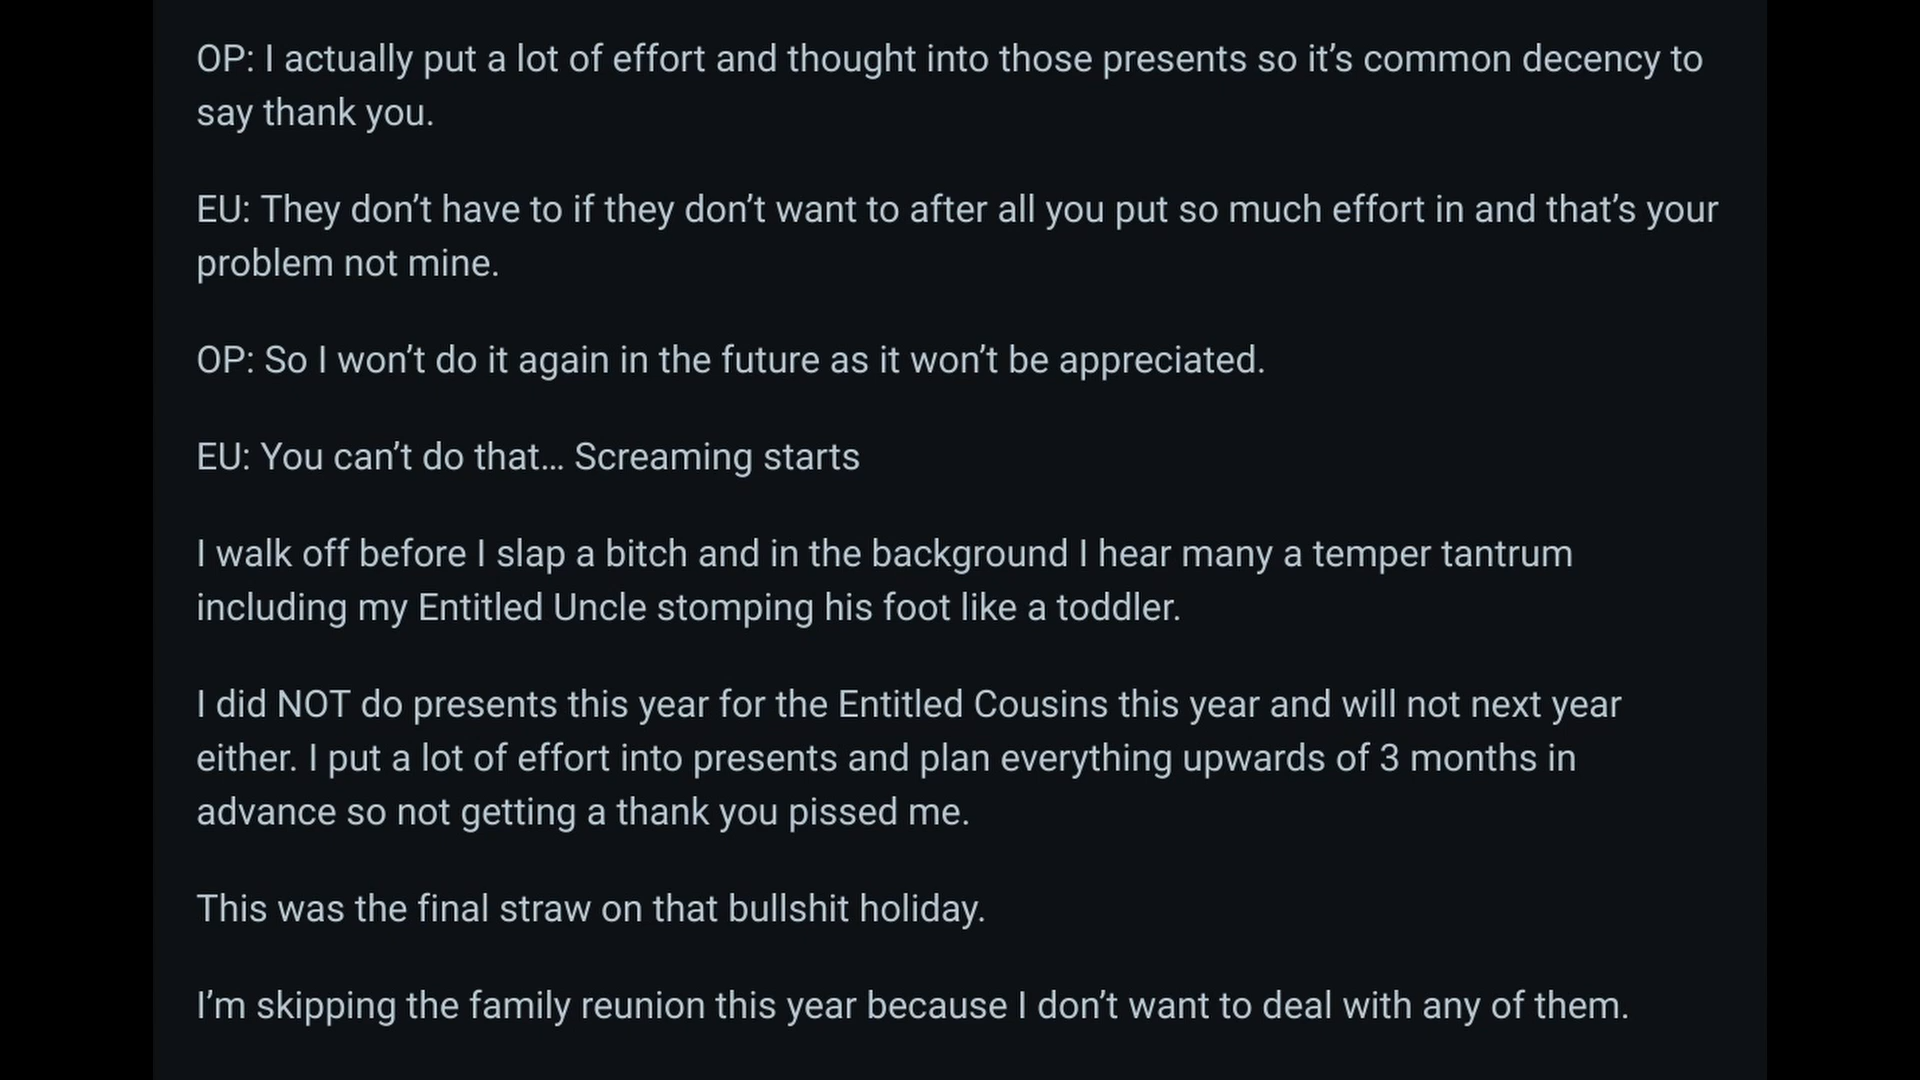 OP: I actually put a lot of effort and thought into those presents so it’s common decency to
say thank you.
EU: They don’t have to if they don’t want to after all you put so much effort in and that’s your
problem not mine.
OP: So I won’t do it again in the future as it won’t be appreciated.
EU: You can’t do that… Screaming starts
I walk off before I slap a bitch and in the background I hear many a temper tantrum
including my Entitled Uncle stomping his foot like a toddler.
I did NOT do presents this year for the Entitled Cousins this year and will not next year
either. I put a lot of effort into presents and plan everything upwards of 3 months in
advance so not getting a thank you pissed me.
This was the final straw on that bullshit holiday.
I’m skipping the family reunion this year because I don’t want to deal with any of them.